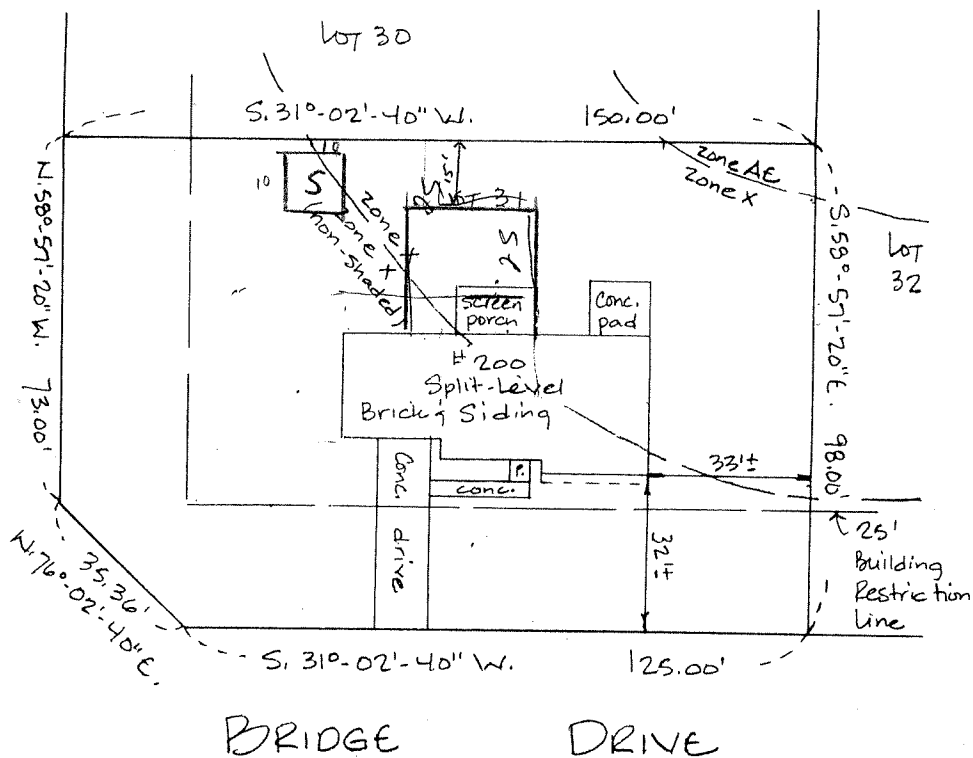 LOT 30
S. 31°-02'-40" W. 150.00'
zone AE
zone X
10
10
S
zone X
zone X
(non-shaded)
15'
LOT
32
N. 58°-57'-20" W. 73.00'
S. 58°-57'-20" E. 98.00'
screen
porch
Conc.
pad
# 200
Split-Level
Brick & Siding
Conc. drive
P.
conc.
33'±
32'±
25'
Building
Restriction
Line
35.36'
N. 76°-02'-40" E.
S. 31°-02'-40" W. 125.00'
BRIDGE DRIVE